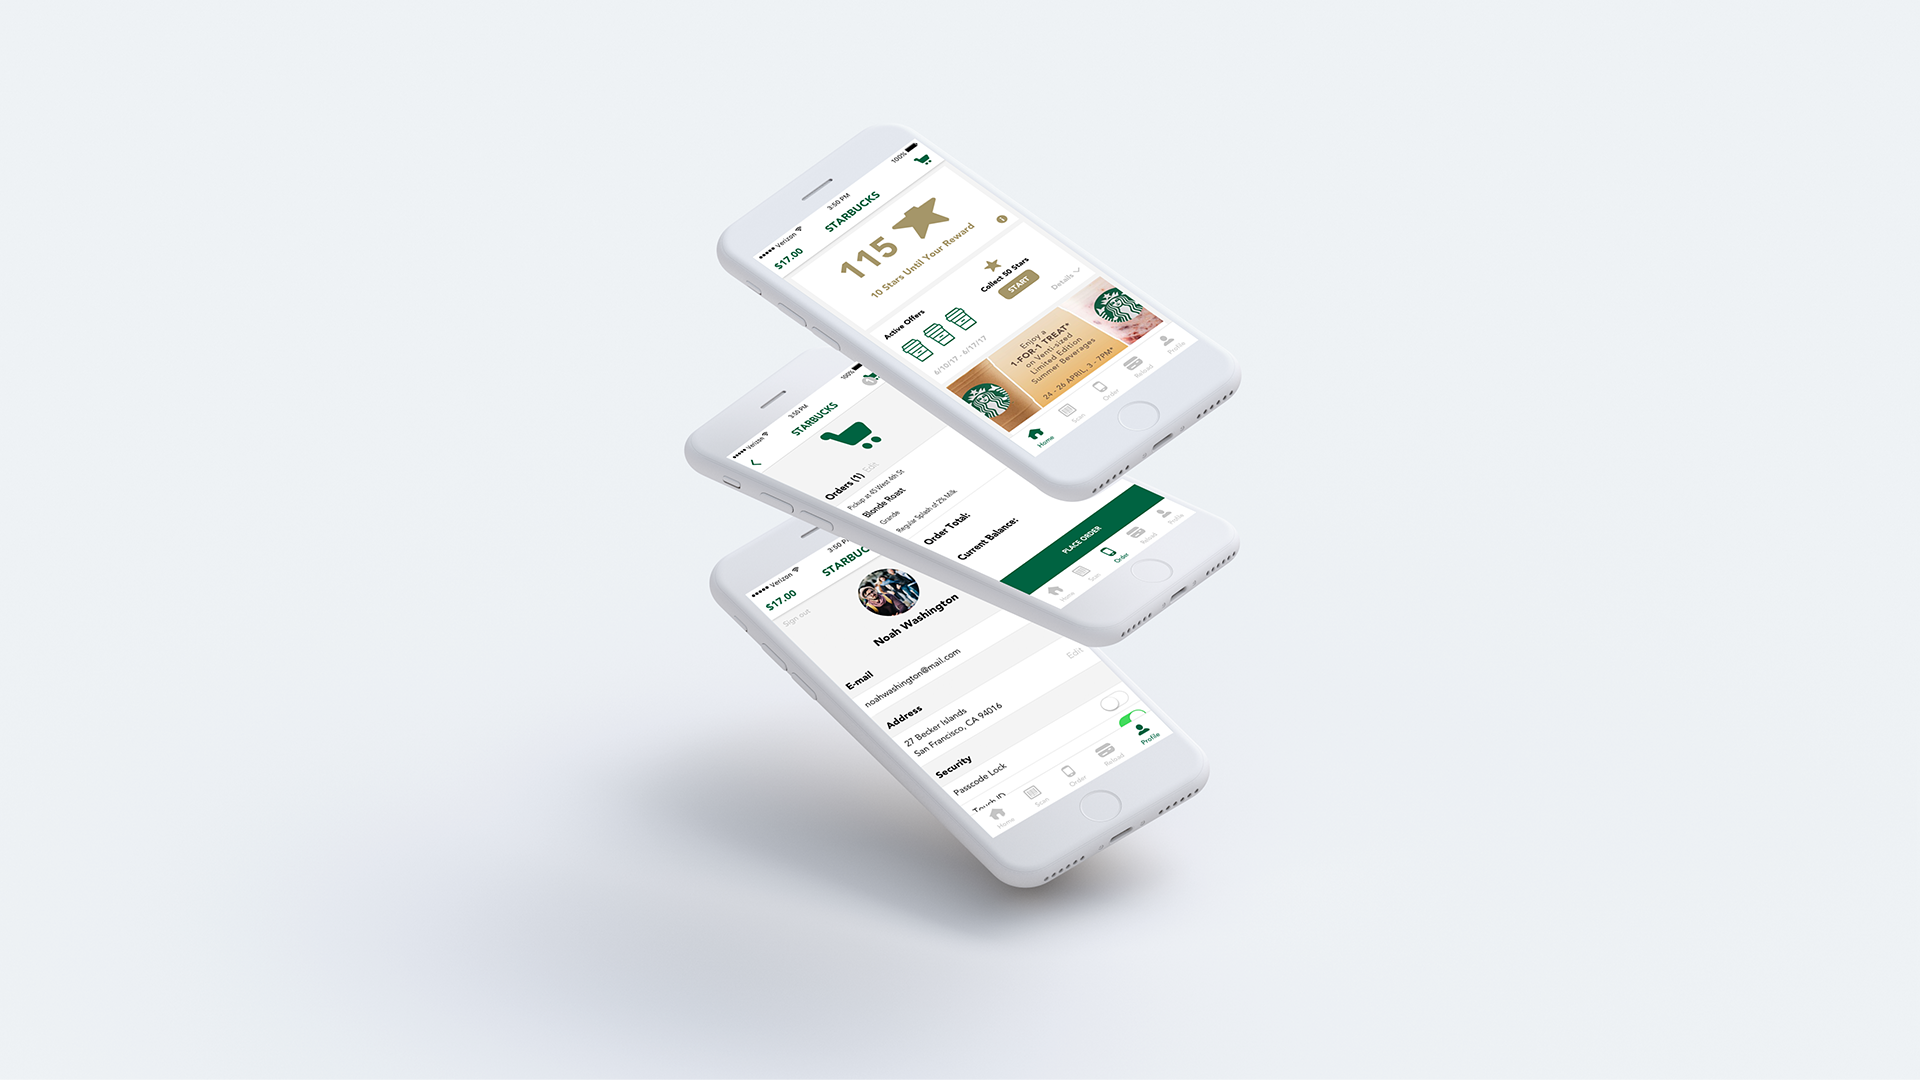 Verizon
3:50 PM
100%
$17.00
STARBUCKS
115
10 Stars Until Your Reward
Active Offers
Collect 50 Stars
START
6/10/17 - 6/17/17
Details
Enjoy a
1-FOR-1 TREAT*
on Venti-sized
Limited Edition
Summer Beverages
24 - 26 APRIL, 3 - 7PM*
Home
Scan
Order
Reload
Profile
Verizon
3:50 PM
100%
STARBUCKS
Orders (1) Edit
Pickup at 45 West 4th St
Blonde Roast
Grande
Regular Splash of 2% Milk
Order Total:
Current Balance:
PLACE ORDER
Home
Scan
Order
Reload
Profile
Verizon
3:50 P
$17.00
STARBUC
Sign out
Noah Washington
E-mail
noahwashington@mail.com
Address
Edit
27 Becker Islands
San Francisco, CA 94016
Security
Passcode Lock
Touch ID
Home
Scan
Order
Reload
Profile